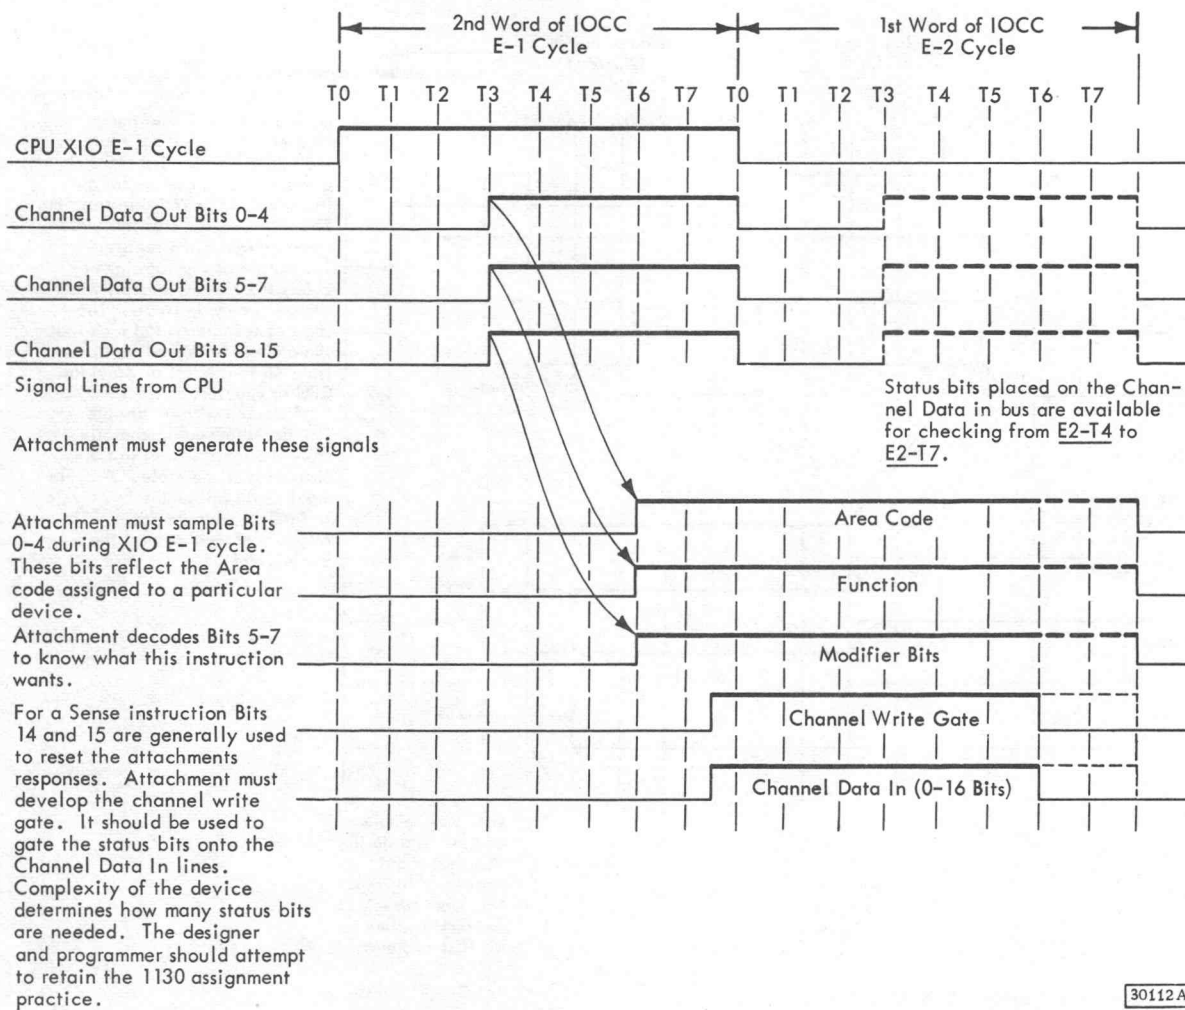 2nd Word of IOCC
E-1 Cycle
1st Word of IOCC
E-2 Cycle
T0 T1 T2 T3 T4 T5 T6 T7 T0 T1 T2 T3 T4 T5 T6 T7
CPU XIO E-1 Cycle
Channel Data Out Bits 0-4
Channel Data Out Bits 5-7
Channel Data Out Bits 8-15
Signal Lines from CPU
Status bits placed on the Chan-
nel Data in bus are available
for checking from E2-T4 to
E2-T7.
Attachment must generate these signals
Attachment must sample Bits
0-4 during XIO E-1 cycle.
These bits reflect the Area
code assigned to a particular
device.
Area Code
Function
Attachment decodes Bits 5-7
to know what this instruction
wants.
Modifier Bits
For a Sense instruction Bits
14 and 15 are generally used
to reset the attachments
responses. Attachment must
develop the channel write
gate. It should be used to
gate the status bits onto the
Channel Data In lines.
Complexity of the device
determines how many status bits
are needed. The designer
and programmer should attempt
to retain the 1130 assignment
practice.
Channel Write Gate
Channel Data In (0-16 Bits)
30112A